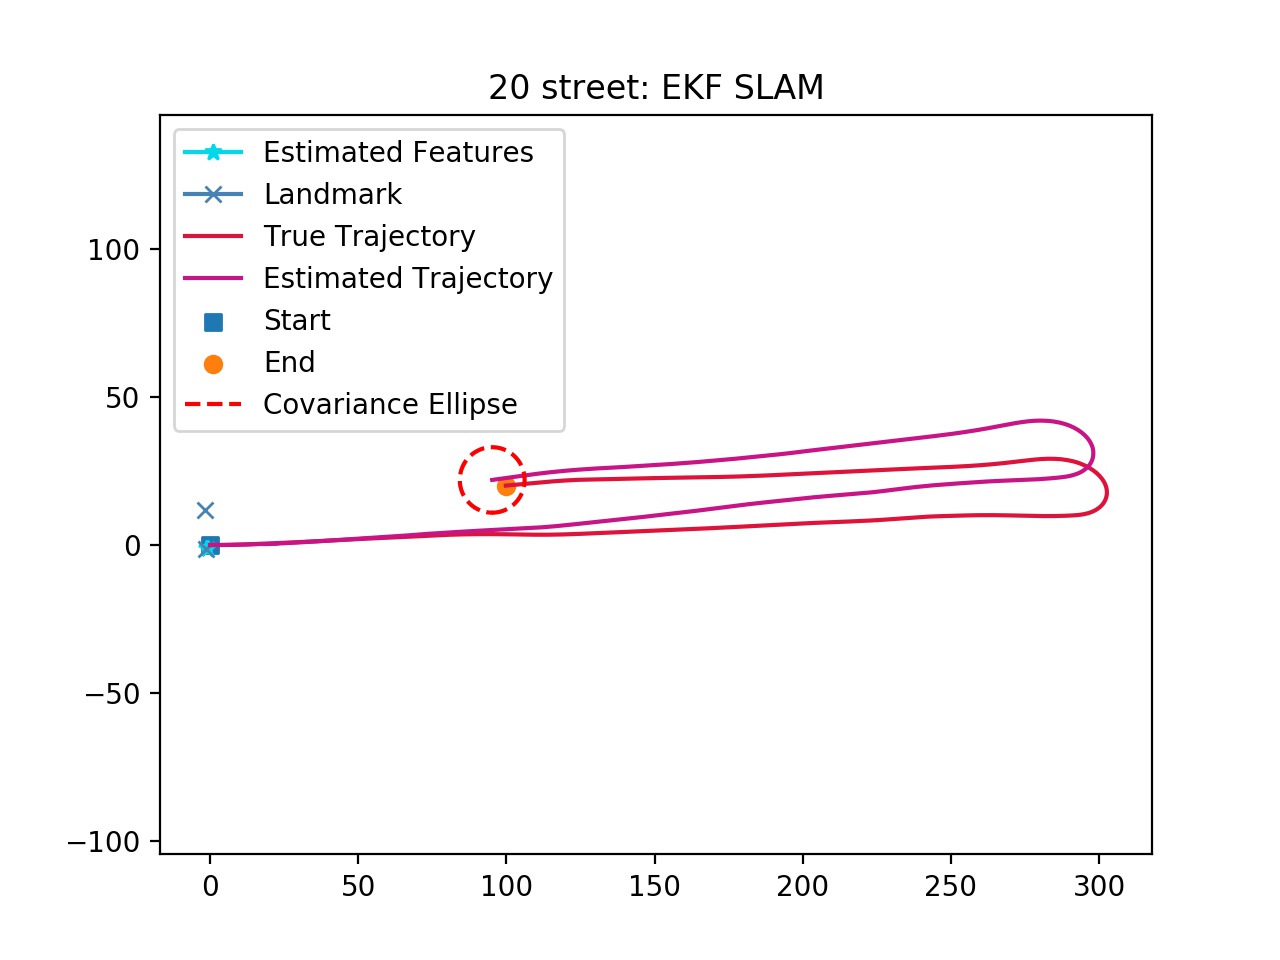 20 street: EKF SLAM
Estimated Features
Landmark
True Trajectory
Estimated Trajectory
Start
End
Covariance Ellipse
100
50
0
−50
−100
0 50 100 150 200 250 300